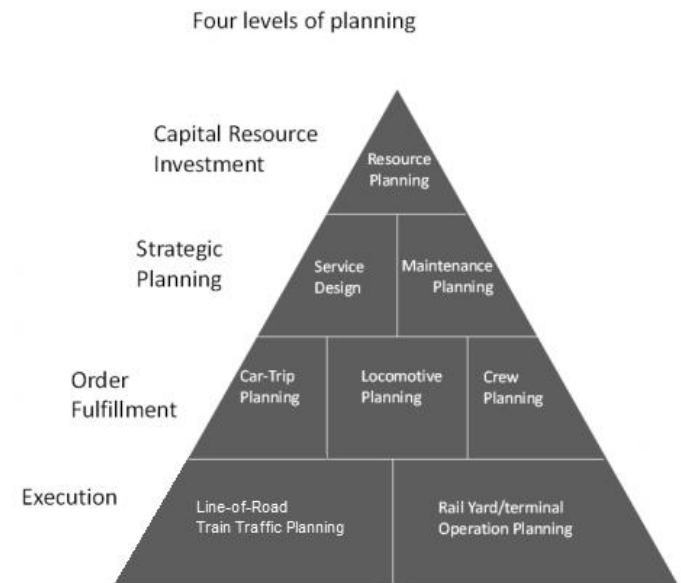 Four levels of planning
Capital Resource
Investment
Resource
Planning
Strategic
Planning
Service
Design
Maintenance
Planning
Order
Fulfillment
Car-Trip
Planning
Locomotive
Planning
Crew
Planning
Execution
Line-of-Road
Train Traffic Planning
Rail Yard/terminal
Operation Planning